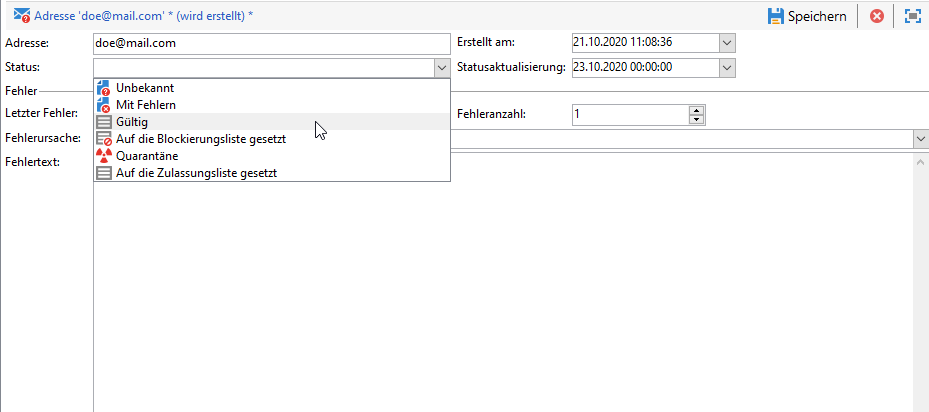 Adresse 'doe@mail.com' * (wird erstellt) *
Speichern
Adresse: doe@mail.com Erstellt am: 21.10.2020 11:08:36
Status: Statusaktualisierung: 23.10.2020 00:00:00
Unbekannt
Fehler
Mit Fehlern
Letzter Fehler: Fehleranzahl: 1
Gültig
Fehlerursache: Auf die Blockierungsliste gesetzt
Quarantäne
Fehlertext:
Auf die Zulassungsliste gesetzt